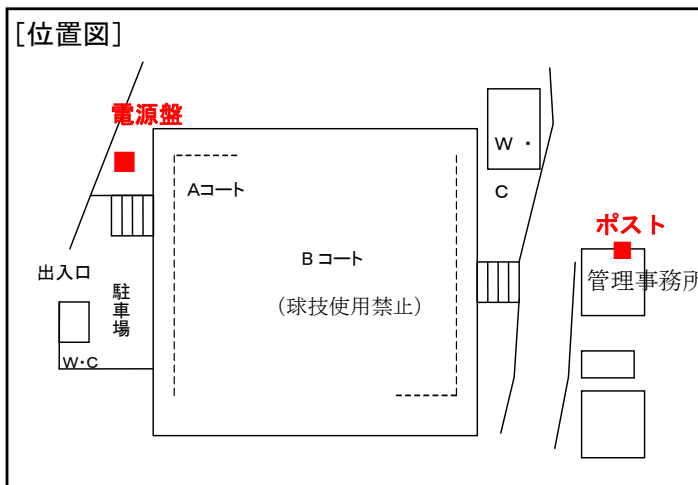 [位置図]
電源盤
Aコート
W・
C
ポスト
管理事務所
Bコート
(球技使用禁止)
出入口
駐車場
W・C